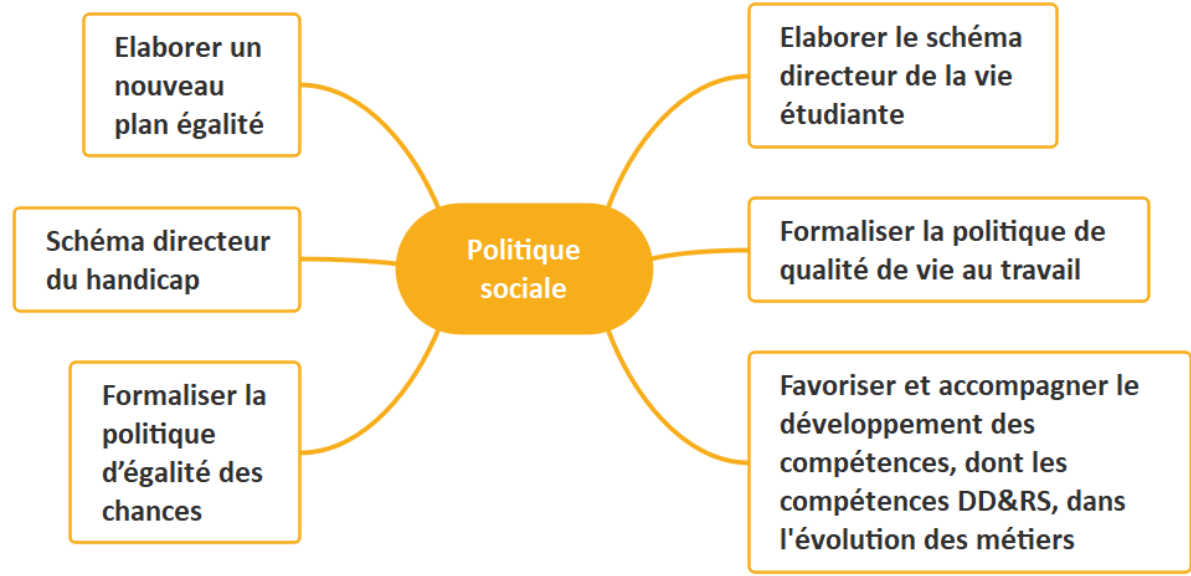 Elaborer un
nouveau
plan égalité
Schéma directeur
du handicap
Formaliser la
politique
d’égalité des
chances
Politique
sociale
Elaborer le schéma
directeur de la vie
étudiante
Formaliser la politique de
qualité de vie au travail
Favoriser et accompagner le
développement des
compétences, dont les
compétences DD&RS, dans
l'évolution des métiers